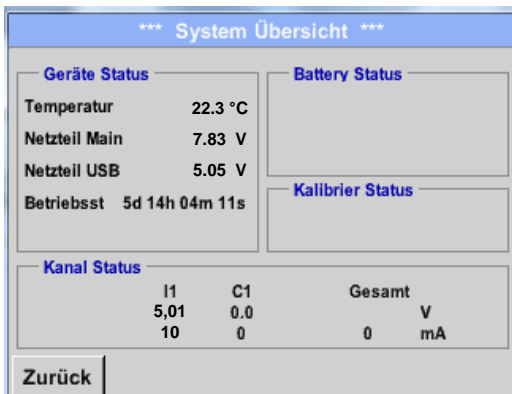 *** System Übersicht ***
Geräte Status
Temperatur 22.3 °C
Netzteil Main 7.83 V
Netzteil USB 5.05 V
Betriebsst 5d 14h 04m 11s
Battery Status
Kalibrier Status
Kanal Status
I1 C1 Gesamt
5,01 0.0 V
10 0 0 mA
Zurück